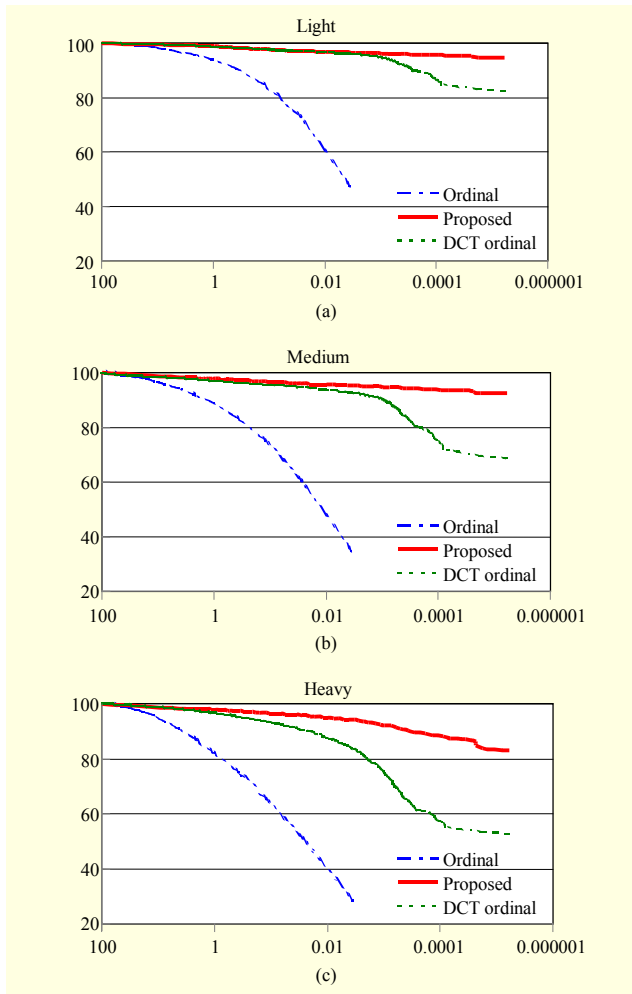 Light
100
80
60
40
20
Ordinal
Proposed
DCT ordinal
100 1 0.01 0.0001 0.000001
(a)
Medium
100
80
60
40
20
Ordinal
Proposed
DCT ordinal
100 1 0.01 0.0001 0.000001
(b)
Heavy
100
80
60
40
20
Ordinal
Proposed
DCT ordinal
100 1 0.01 0.0001 0.000001
(c)